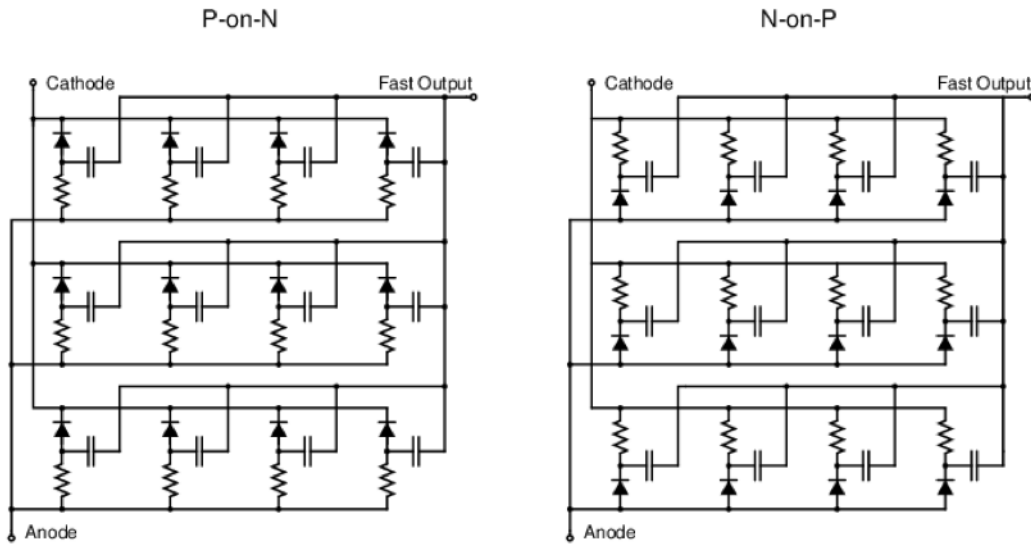 P-on-N
N-on-P
Cathode
Fast Output
Cathode
Fast Output
Anode
Anode